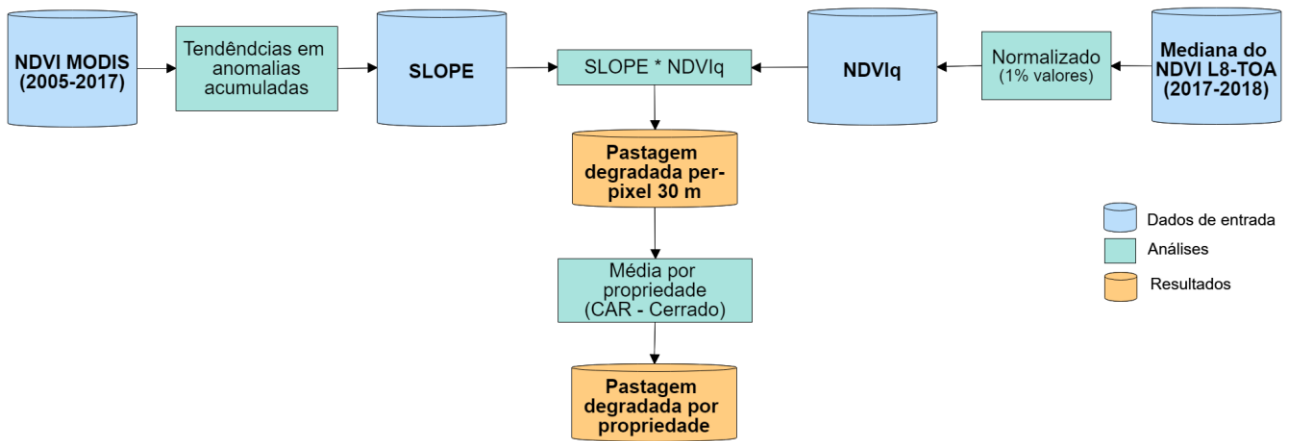 NDVI MODIS
(2005-2017)
Tendêndcias em
anomalias
acumuladas
SLOPE
SLOPE * NDVIq
NDVIq
Normalizado
(1% valores)
Mediana do
NDVI L8-TOA
(2017-2018)
Pastagem
degradada per-
pixel 30 m
Média por
propriedade
(CAR - Cerrado)
Pastagem
degradada por
propriedade
Dados de entrada
Análises
Resultados